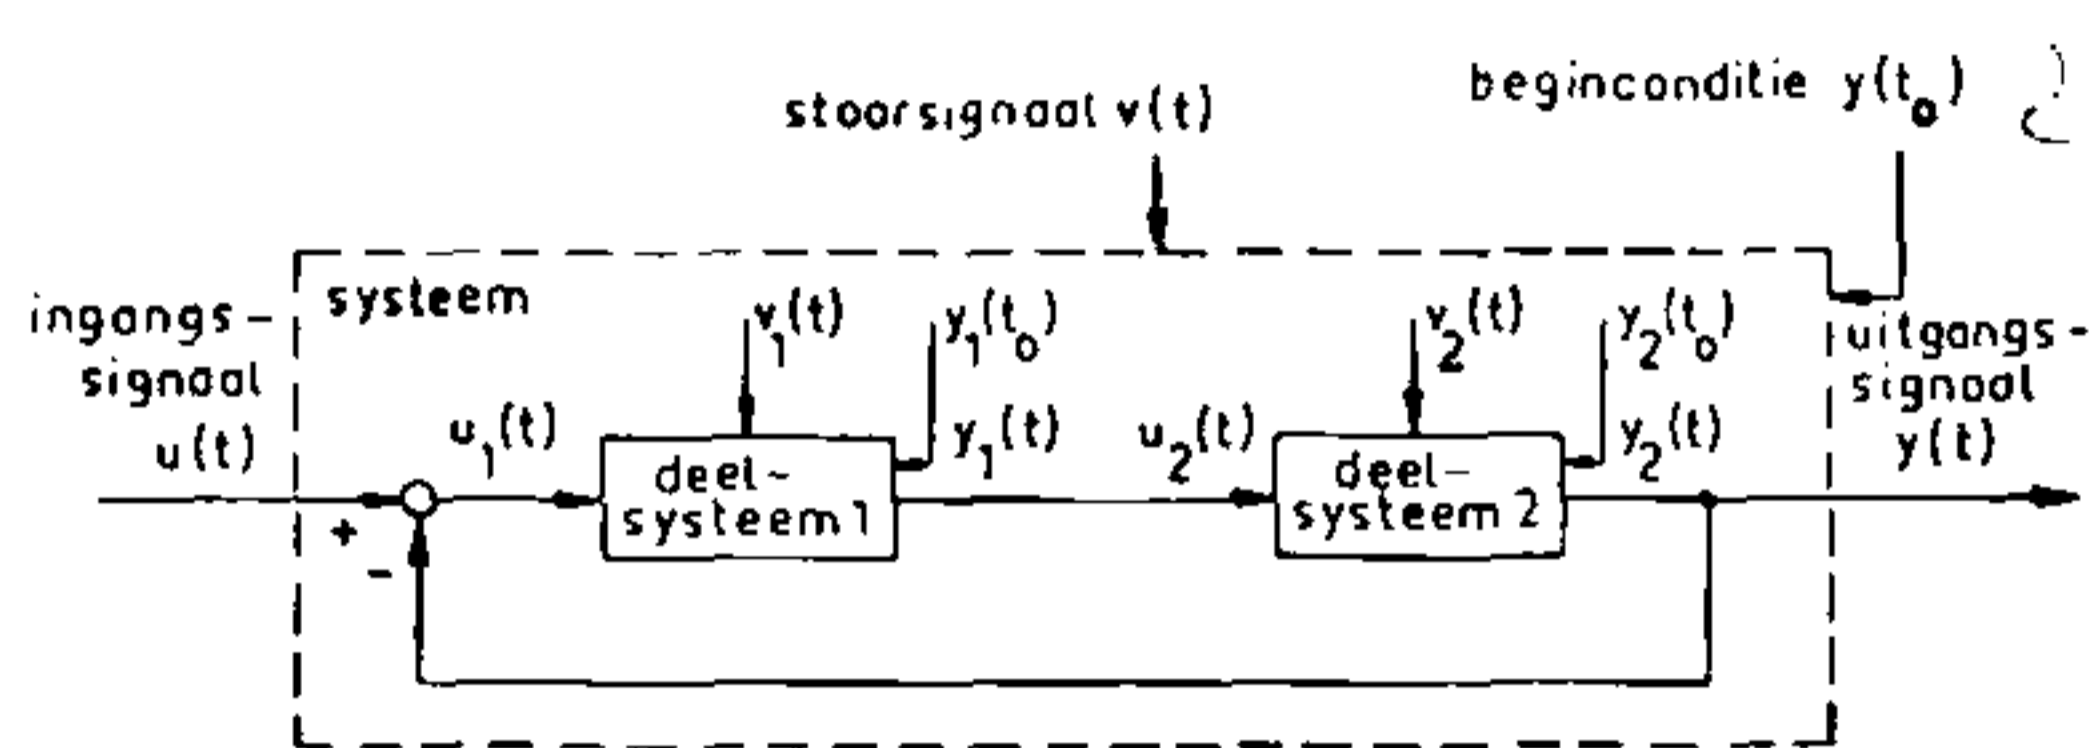 beginconditie y(t₀)
stoorsignaal v(t)
systeem
ingangs-
signaal
u(t)
v₁(t)
y₁(t₀)
v₂(t)
y₂(t₀)
uitgangs-
signaal
y(t)
u₁(t)
y₁(t)
u₂(t)
y₂(t)
deel-
systeem 1
deel-
systeem 2
+
-